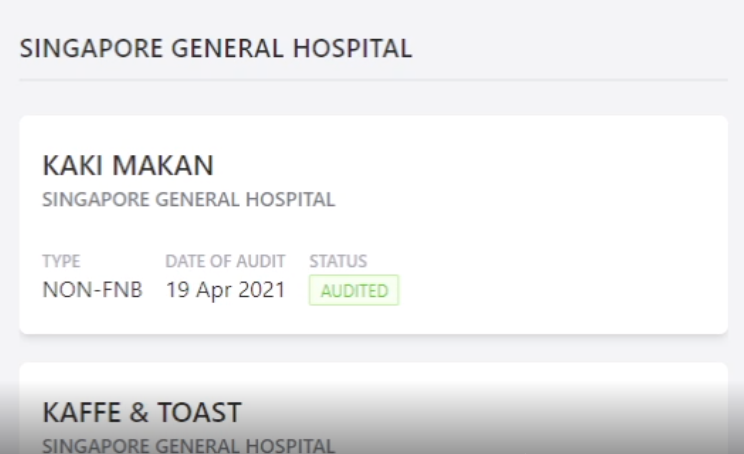 SINGAPORE GENERAL HOSPITAL
KAKI MAKAN
SINGAPORE GENERAL HOSPITAL
TYPE DATE OF AUDIT STATUS
NON-FNB 19 Apr 2021 AUDITED
KAFFE & TOAST
SINGAPORE GENERAL HOSPITAL